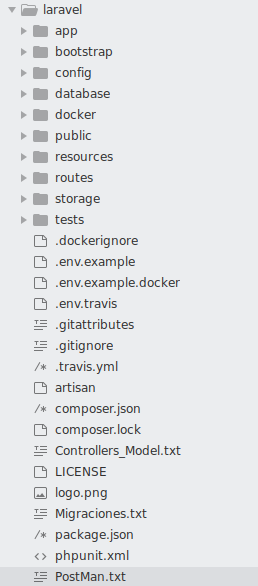 laravel
app
bootstrap
config
database
docker
public
resources
routes
storage
tests
.dockerignore
.env.example
.env.example.docker
.env.travis
.gitattributes
.gitignore
.travis.yml
artisan
composer.json
composer.lock
Controllers_Model.txt
LICENSE
logo.png
Migraciones.txt
package.json
phpunit.xml
PostMan.txt